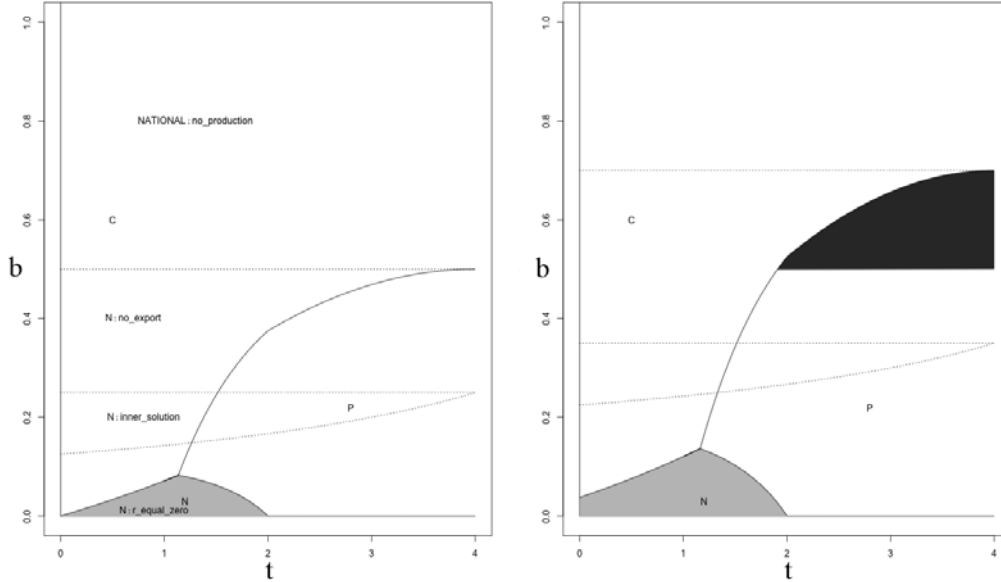 1.0
0.8
0.6
0.4
0.2
0.0
b
NATIONAL: no_production
C
N: no_export
N: inner_solution
P
N
N: r_equal_zero
0 1 2 3 4
t
1.0
0.8
0.6
0.4
0.2
0.0
b
C
P
N
0 1 2 3 4
t